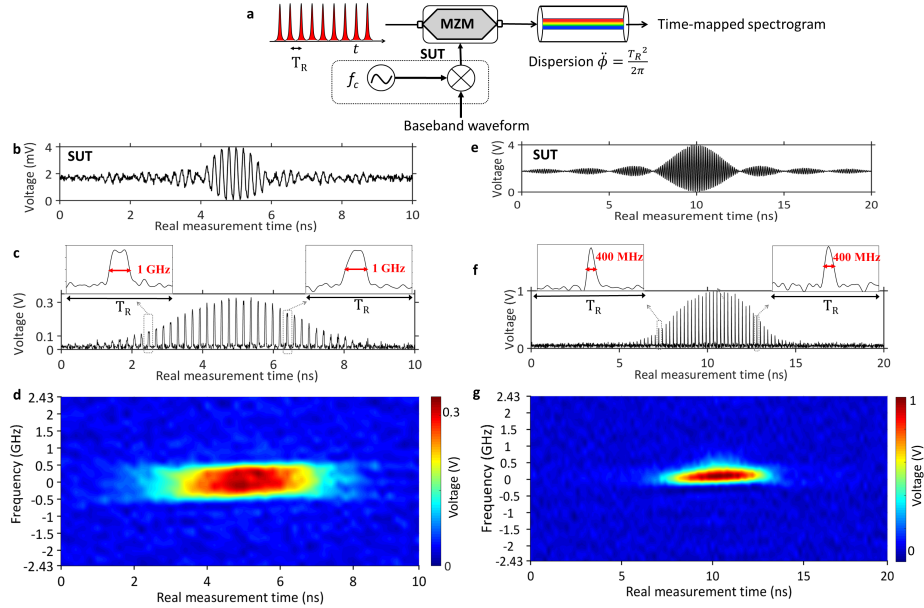 a
MZM
Time-mapped spectrogram
T_R
t
SUT
Dispersion ϕ̈ = T_R²/2π
f_c
Baseband waveform
b
SUT
Voltage (mV)
4
2
0
0 2 4 6 8 10
Real measurement time (ns)
c
1 GHz
1 GHz
T_R
T_R
Voltage (V)
0.3
0.1
0
0 2 4 6 8 10
Real measurement time (ns)
d
Frequency (GHz)
2.43
2
1.5
1
0.5
0
-0.5
-1
-1.5
-2
-2.43
0 2 4 6 8 10
Real measurement time (ns)
0.3
0
Voltage (V)
e
SUT
Voltage (V)
4
0
0 5 10 15 20
Real measurement time (ns)
f
400 MHz
400 MHz
T_R
T_R
Voltage (V)
1
0
0 5 10 15 20
Real measurement time (ns)
g
Frequency (GHz)
2.43
2
1.5
1
0.5
0
-0.5
-1
-1.5
-2
-2.43
0 5 10 15 20
Real measurement time (ns)
1
0
Voltage (V)